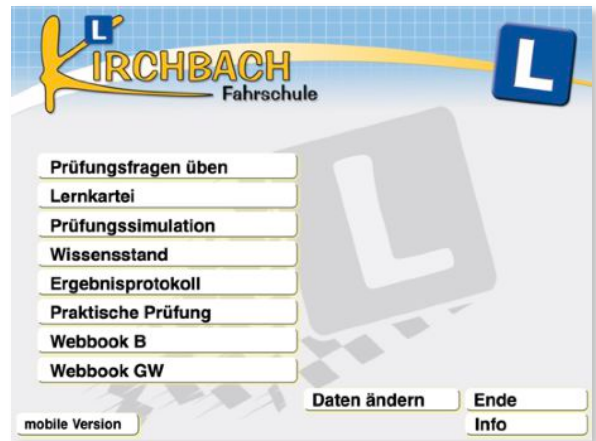 L
KIRCHBACH
Fahrschule
L
L
Prüfungsfragen üben
Lernkartei
Prüfungssimulation
Wissensstand
Ergebnisprotokoll
Praktische Prüfung
Webbook B
Webbook GW
Daten ändern
Ende
mobile Version
Info